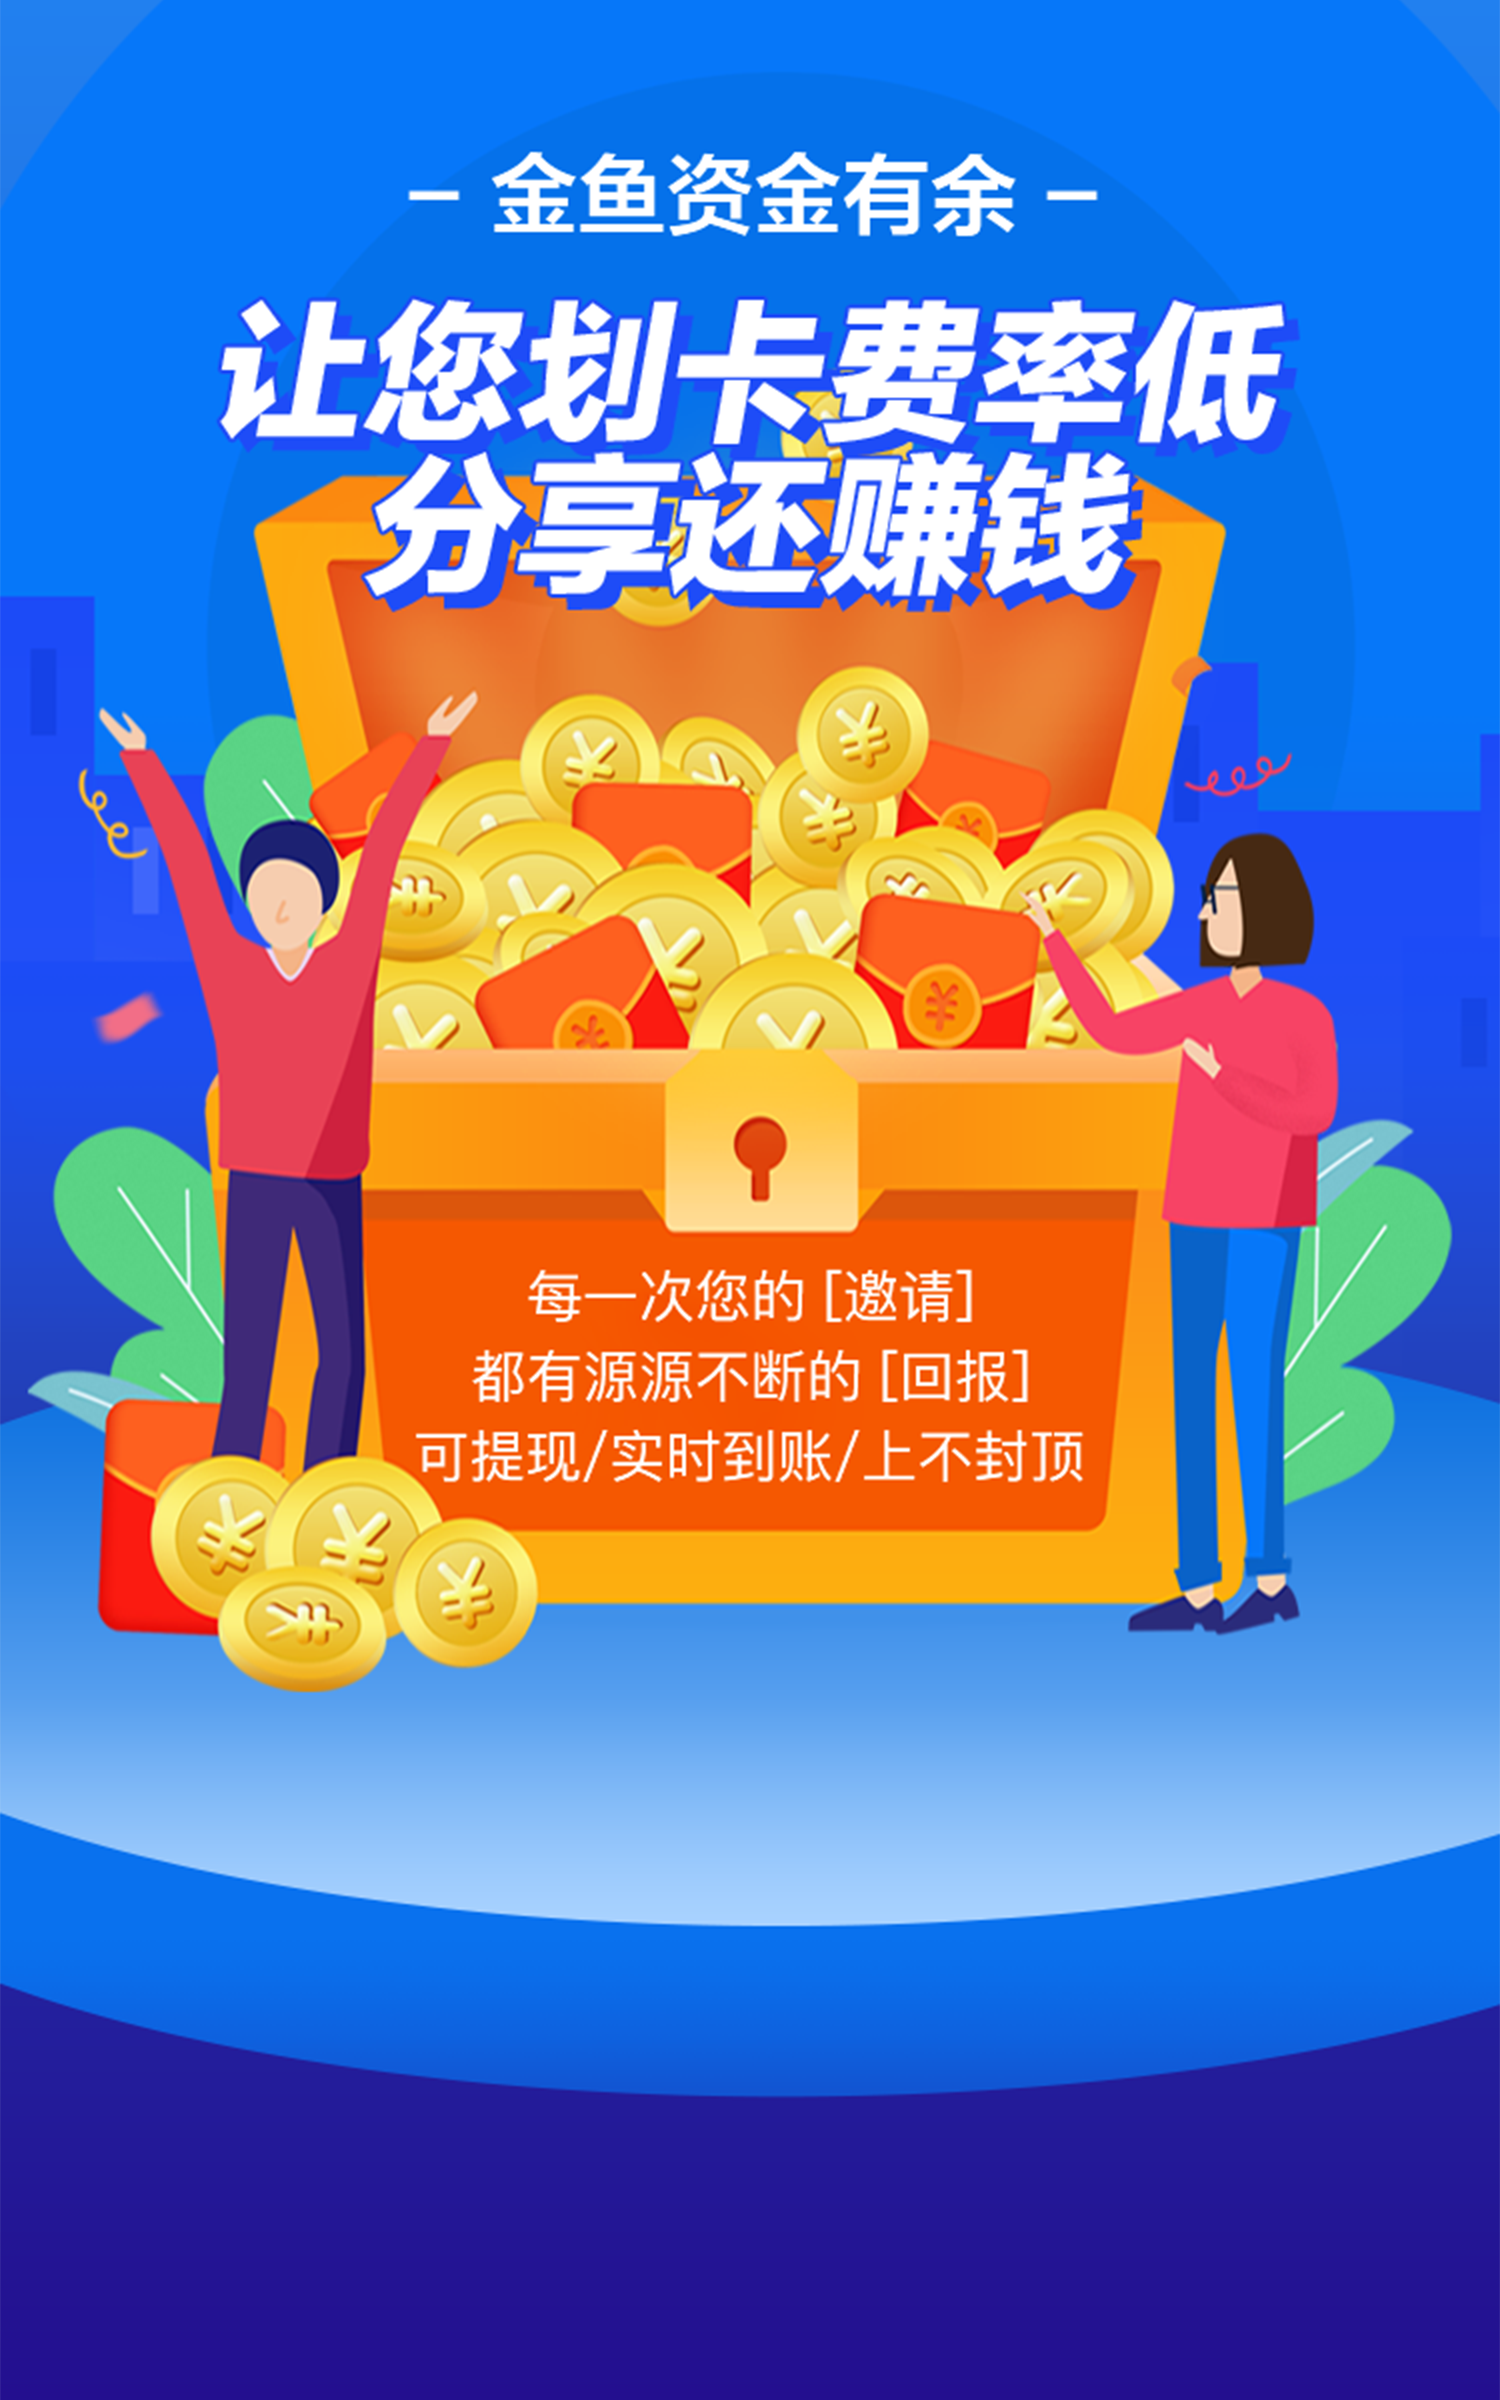 — 金鱼资金有余 —
让您划卡费率低
分享还赚钱
每一次您的 [邀请]
都有源源不断的 [回报]
可提现/实时到账/上不封顶